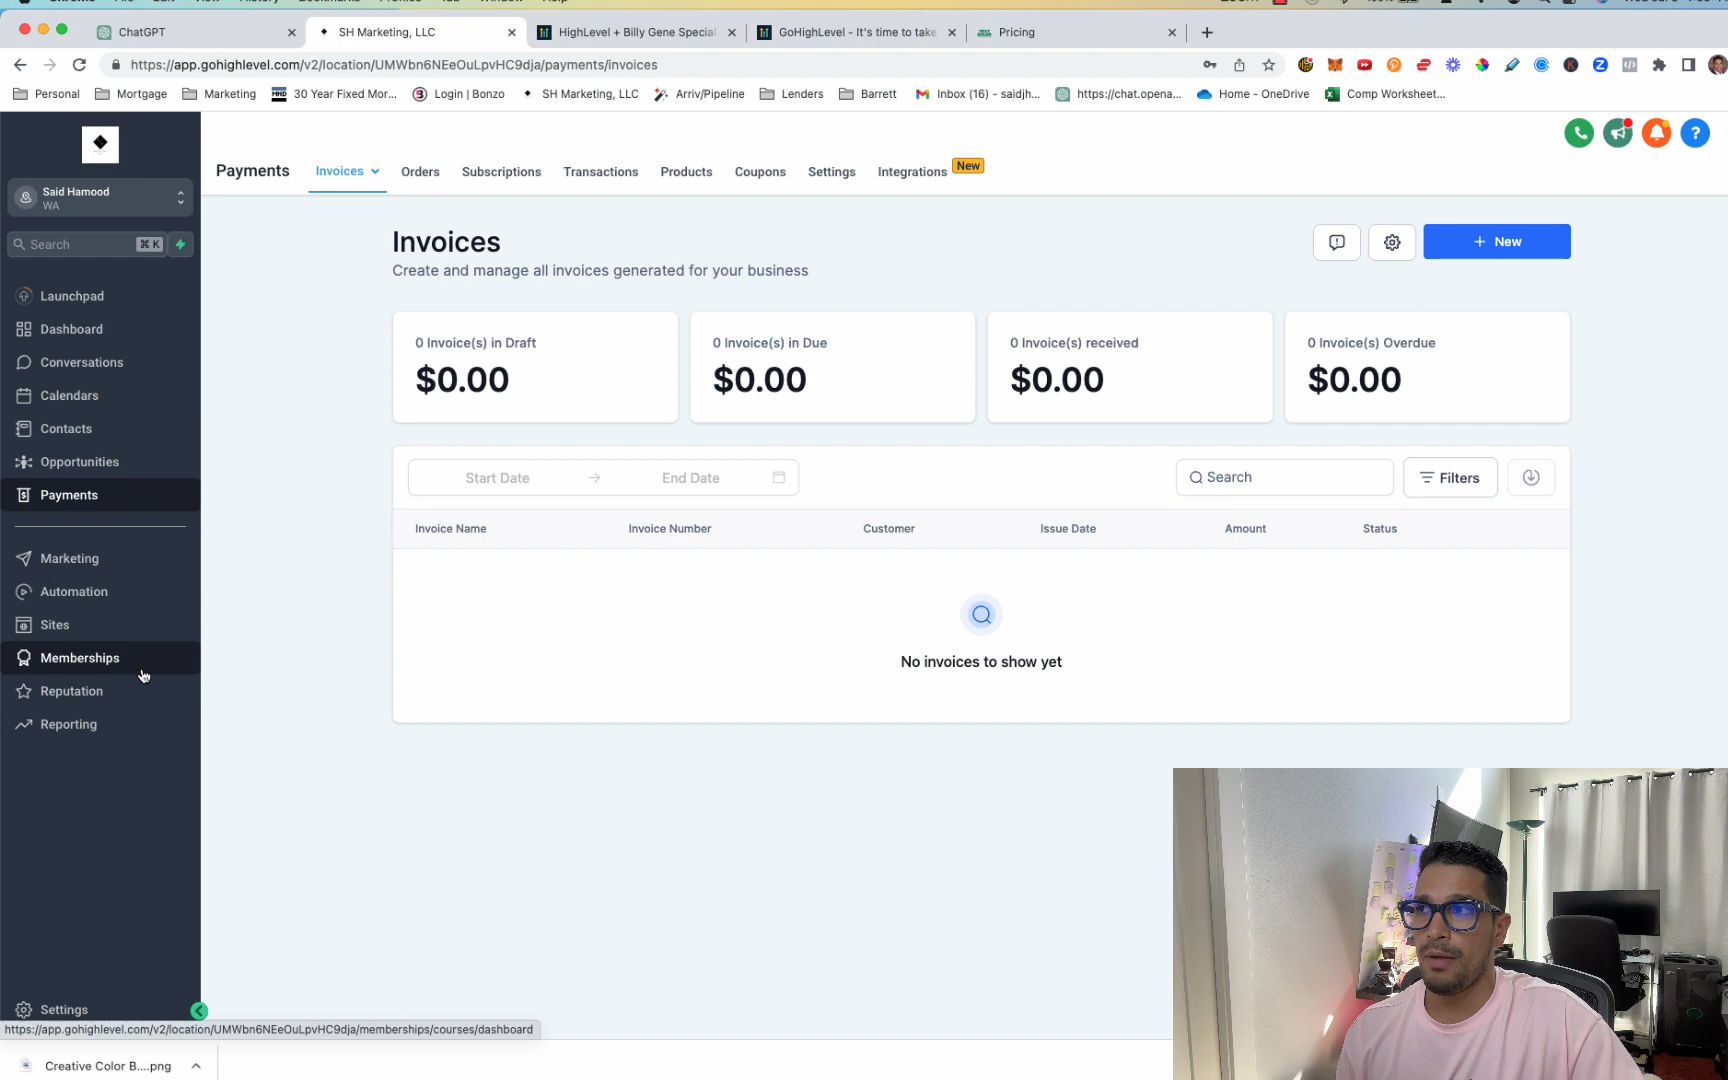 ChatGPT
SH Marketing, LLC
HighLevel + Billy Gene Special
GoHighLevel - It's time to take
Pricing
https://app.gohighlevel.com/v2/location/UMWbn6NEeOuLpvHC9dja/payments/invoices
Personal
Mortgage
Marketing
30 Year Fixed Mor...
Login | Bonzo
SH Marketing, LLC
Arriv/Pipeline
Lenders
Barrett
Inbox (16) - saidjh...
https://chat.opena...
Home - OneDrive
Comp Worksheet...
Said Hamood
WA
Search
⌘ K
Launchpad
Dashboard
Conversations
Calendars
Contacts
Opportunities
Payments
Marketing
Automation
Sites
Memberships
Reputation
Reporting
Settings
Payments
Invoices
Orders
Subscriptions
Transactions
Products
Coupons
Settings
Integrations
New
Invoices
Create and manage all invoices generated for your business
+ New
0 Invoice(s) in Draft
$0.00
0 Invoice(s) in Due
$0.00
0 Invoice(s) received
$0.00
0 Invoice(s) Overdue
$0.00
Start Date
End Date
Search
Filters
Invoice Name
Invoice Number
Customer
Issue Date
Amount
Status
No invoices to show yet
https://app.gohighlevel.com/v2/location/UMWbn6NEeOuLpvHC9dja/memberships/courses/dashboard
Creative Color B....png